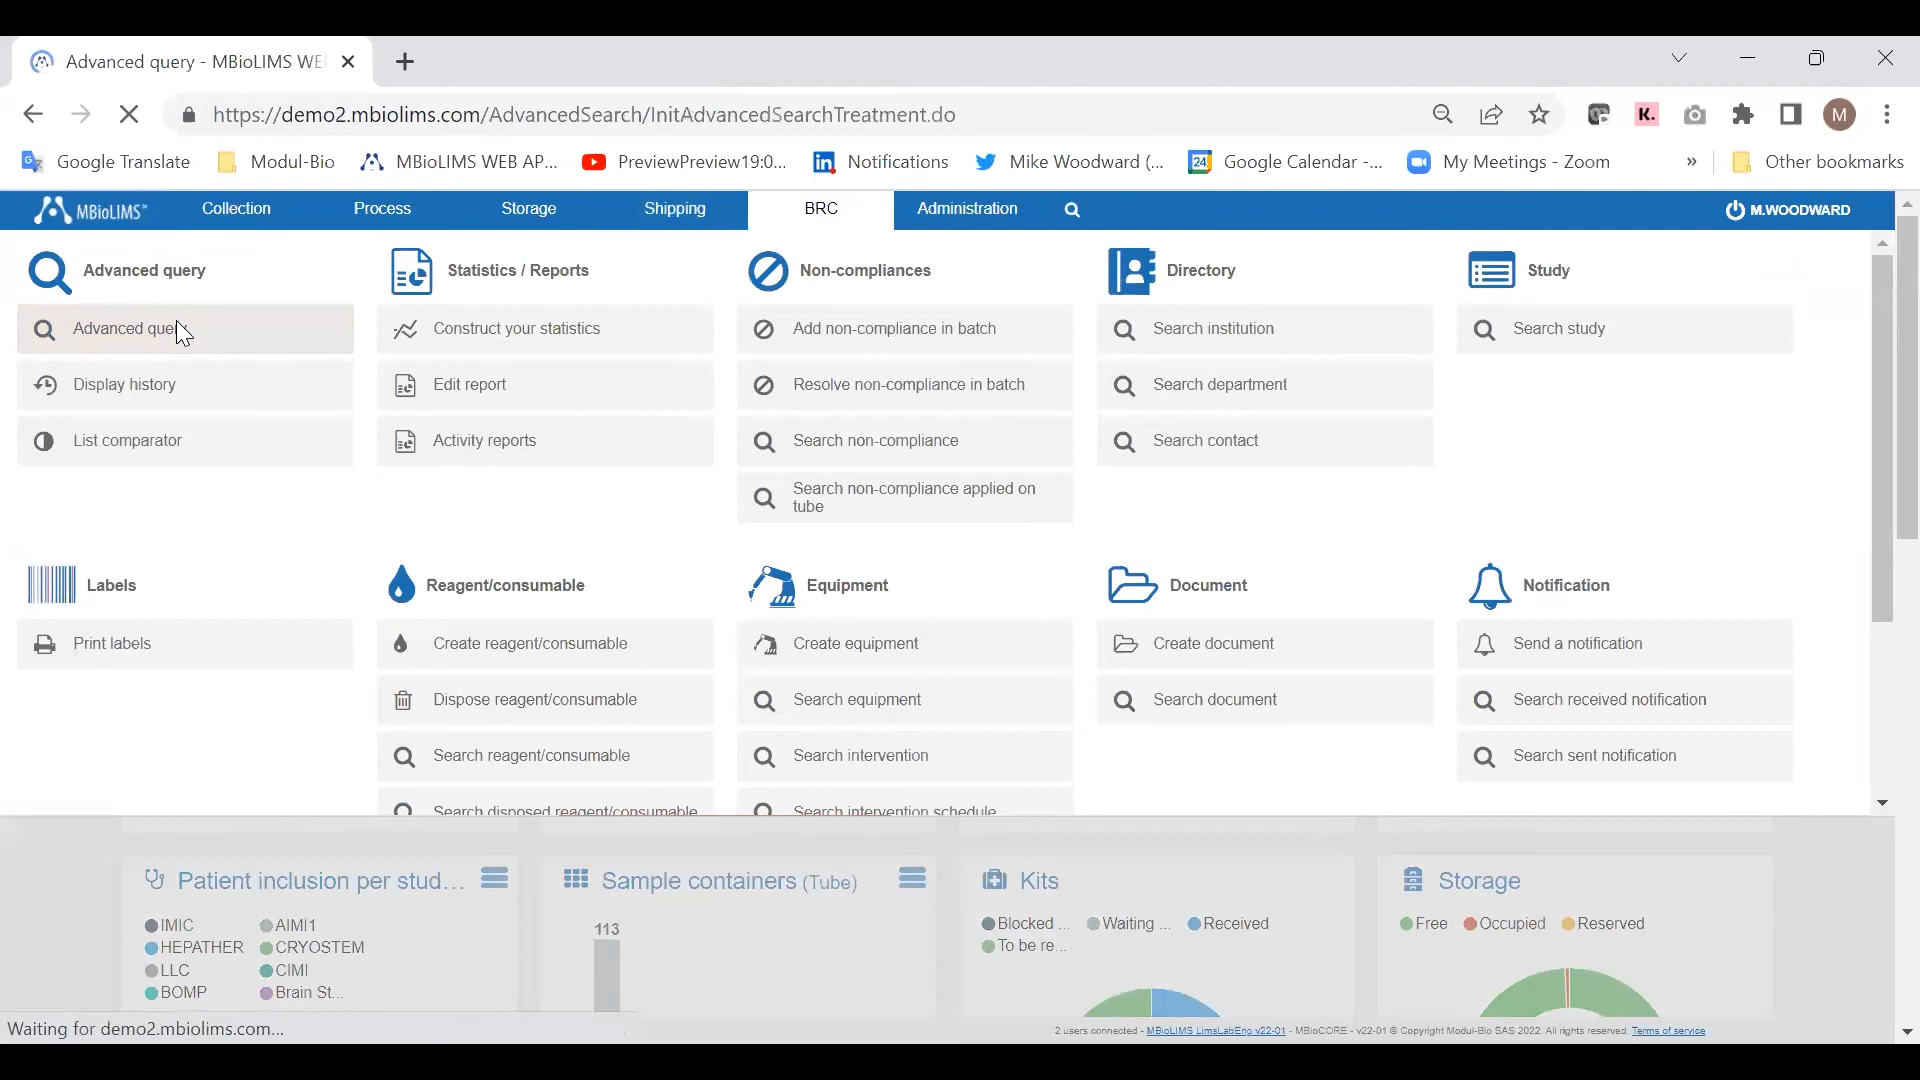 Advanced query - MBioLIMS WE
https://demo2.mbiolims.com/AdvancedSearch/InitAdvancedSearchTreatment.do
K.
M
Google Translate
Modul-Bio
MBioLIMS WEB AP...
PreviewPreview19:0...
Notifications
Mike Woodward (...
24
Google Calendar -...
My Meetings - Zoom
»
Other bookmarks
MBioLIMS™
Collection
Process
Storage
Shipping
BRC
Administration
M.WOODWARD
Advanced query
Statistics / Reports
Non-compliances
Directory
Study
Advanced query
Construct your statistics
Add non-compliance in batch
Search institution
Search study
Display history
Edit report
Resolve non-compliance in batch
Search department
List comparator
Activity reports
Search non-compliance
Search contact
Search non-compliance applied on
tube
Labels
Reagent/consumable
Equipment
Document
Notification
Print labels
Create reagent/consumable
Create equipment
Create document
Send a notification
Dispose reagent/consumable
Search equipment
Search document
Search received notification
Search reagent/consumable
Search intervention
Search sent notification
Search disposed reagent/consumable
Search intervention schedule
Patient inclusion per stud...
Sample containers (Tube)
Kits
Storage
IMIC
AIMI1
113
Blocked ...
Waiting ...
Received
Free
Occupied
Reserved
HEPATHER
CRYOSTEM
To be re...
LLC
CIMI
BOMP
Brain St...
Waiting for demo2.mbiolims.com...
2 users connected - MBioLIMS LimsLabEng v22-01 - MBioCORE - v22-01 © Copyright Modul-Bio SAS 2022. All rights reserved. Terms of service